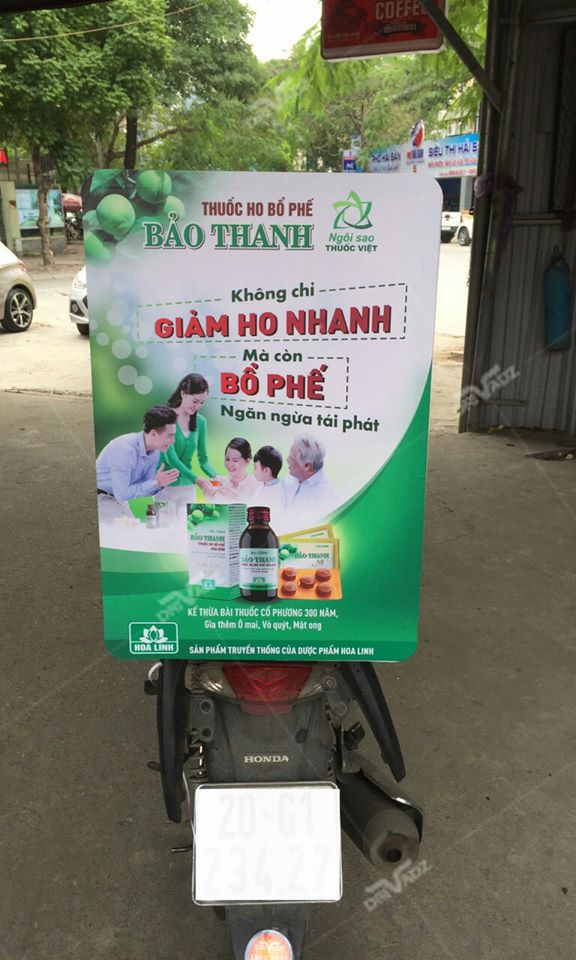 COFFEE
SIÊU THỊ HẢI S
THUỐC HO BỔ PHẾ
BẢO THANH
Ngôi sao
THUỐC VIỆT
Không chỉ
GIẢM HO NHANH
Mà còn
BỔ PHẾ
Ngăn ngừa tái phát
BẢO THANH
BẢO THANH
BẢO THANH
KẾ THỪA BÀI THUỐC CỔ PHƯƠNG 300 NĂM,
Gia thêm Ô mai, Vỏ quýt, Mật ong
HOA LINH
SẢN PHẨM TRUYỀN THỐNG CỦA DƯỢC PHẨM HOA LINH
HONDA
20-G1
234.27